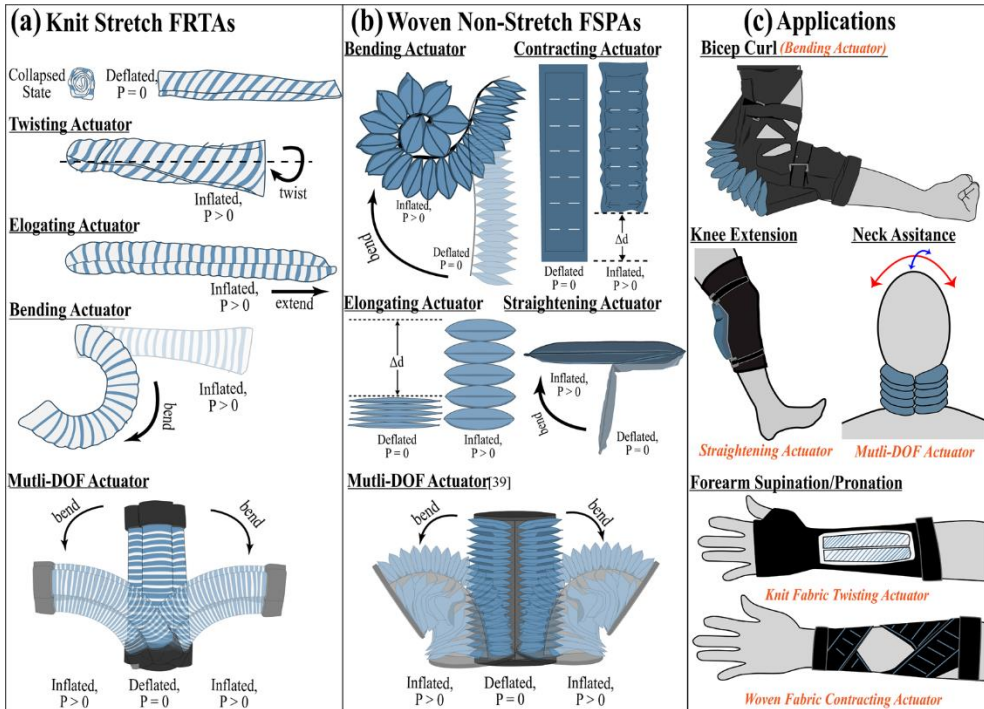 (a) Knit Stretch FRTAs
Collapsed
State
Deflated,
P = 0
Twisting Actuator
Inflated,
P > 0
twist
Elogating Actuator
Inflated,
P > 0
extend
Bending Actuator
Inflated,
P > 0
bend
Mutli-DOF Actuator
bend
bend
Inflated,
P > 0
Deflated,
P = 0
Inflated,
P > 0
(b) Woven Non-Stretch FSPAs
Bending Actuator
Inflated,
P > 0
bend
Deflated
P = 0
Contracting Actuator
Δd
Deflated
P = 0
Inflated,
P > 0
Elongating Actuator
Δd
Deflated
P = 0
Inflated,
P > 0
Straightening Actuator
Inflated,
P > 0
bend
Deflated,
P = 0
Mutli-DOF Actuator[39]
bend
bend
Inflated,
P > 0
Deflated,
P = 0
Inflated,
P > 0
(c) Applications
Bicep Curl (Bending Actuator)
Knee Extension
Straightening Actuator
Neck Assitance
Mutli-DOF Actuator
Forearm Supination/Pronation
Knit Fabric Twisting Actuator
Woven Fabric Contracting Actuator